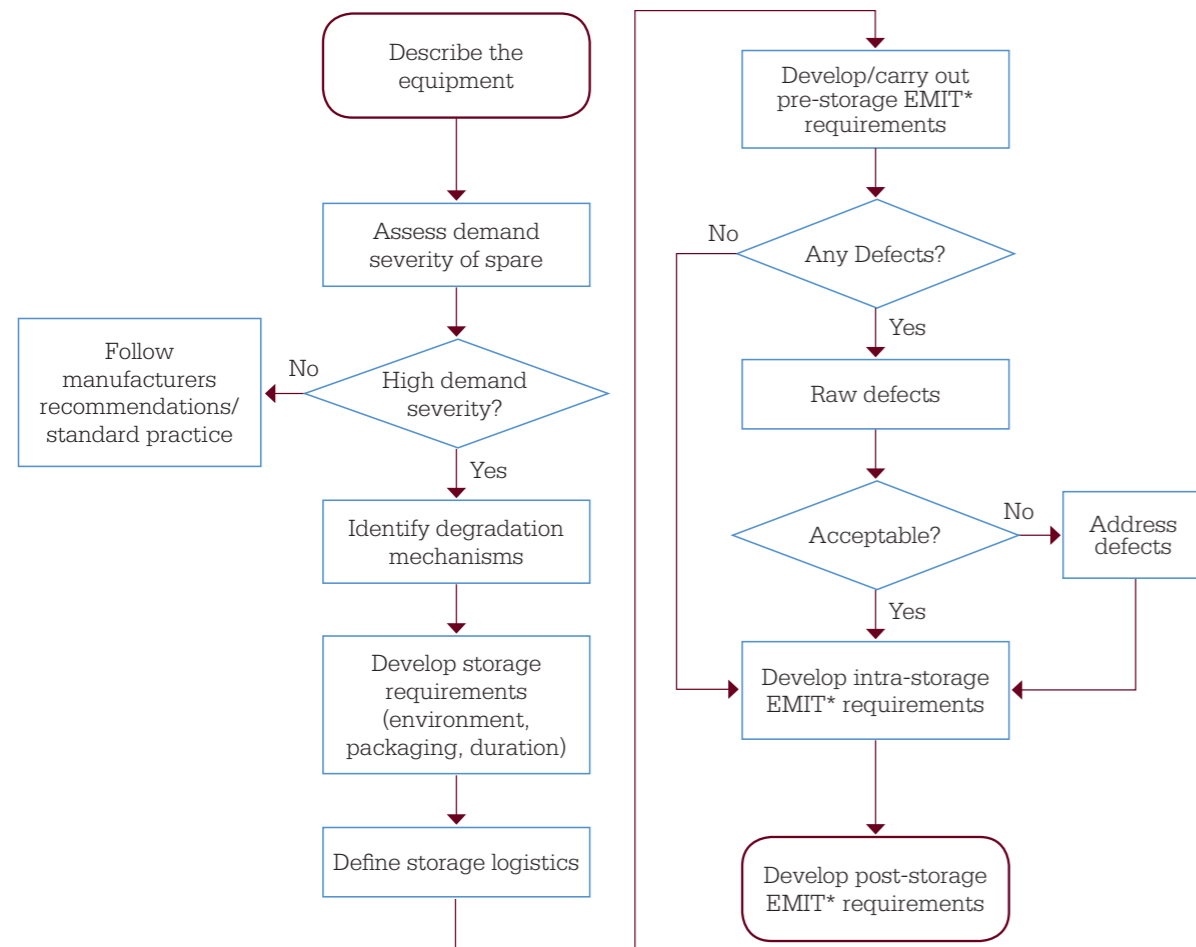 Describe the
equipment
Assess demand
severity of spare
High demand
severity?
No
Follow
manufacturers
recommendations/
standard practice
Yes
Identify degradation
mechanisms
Develop storage
requirements
(environment,
packaging, duration)
Define storage logistics
Develop/carry out
pre-storage EMIT*
requirements
Any Defects?
No
Yes
Raw defects
Acceptable?
No
Address
defects
Yes
Develop intra-storage
EMIT* requirements
Develop post-storage
EMIT* requirements